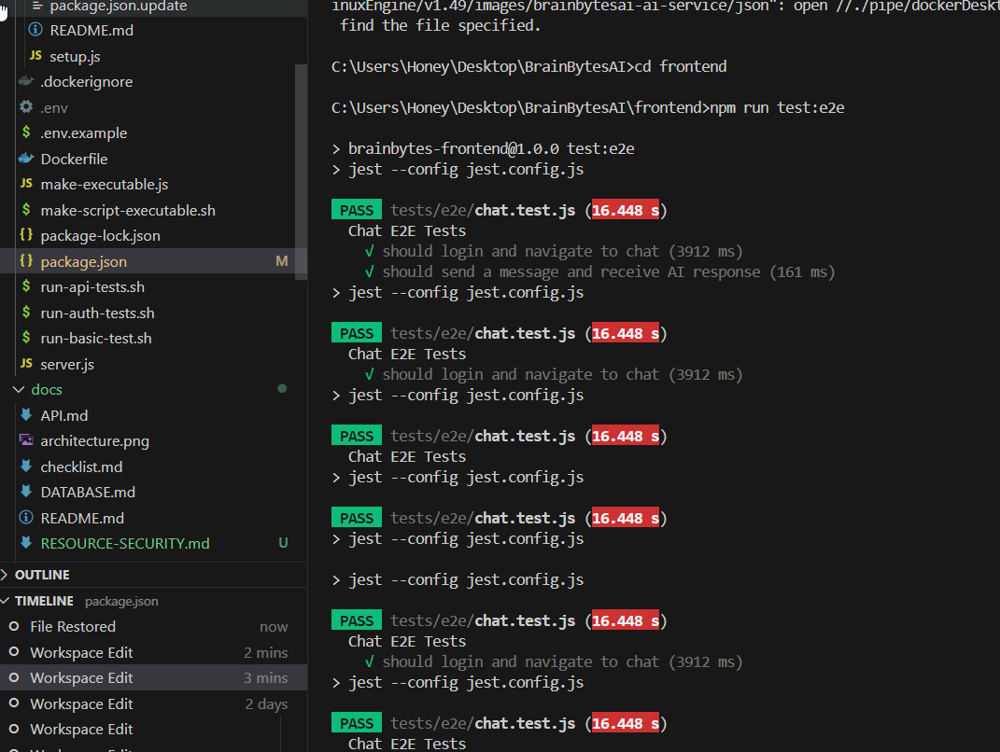 package.json.update
README.md
JS setup.js
.dockerignore
.env
$ .env.example
Dockerfile
JS make-executable.js
$ make-script-executable.sh
{} package-lock.json
{} package.json M
$ run-api-tests.sh
$ run-auth-tests.sh
$ run-basic-test.sh
JS server.js
docs
API.md
architecture.png
checklist.md
DATABASE.md
README.md
RESOURCE-SECURITY.md U
OUTLINE
TIMELINE package.json
File Restored now
Workspace Edit 2 mins
Workspace Edit 3 mins
Workspace Edit 2 days
Workspace Edit
inuxEngine/v1.49/images/brainbytesai-ai-service/json": open //./pipe/dockerDeskt
find the file specified.
C:\Users\Honey\Desktop\BrainBytesAI>cd frontend
C:\Users\Honey\Desktop\BrainBytesAI\frontend>npm run test:e2e
> brainbytes-frontend@1.0.0 test:e2e
> jest --config jest.config.js
PASS tests/e2e/chat.test.js (16.448 s)
Chat E2E Tests
√ should login and navigate to chat (3912 ms)
√ should send a message and receive AI response (161 ms)
> jest --config jest.config.js
PASS tests/e2e/chat.test.js (16.448 s)
Chat E2E Tests
√ should login and navigate to chat (3912 ms)
> jest --config jest.config.js
PASS tests/e2e/chat.test.js (16.448 s)
Chat E2E Tests
> jest --config jest.config.js
PASS tests/e2e/chat.test.js (16.448 s)
> jest --config jest.config.js
> jest --config jest.config.js
PASS tests/e2e/chat.test.js (16.448 s)
Chat E2E Tests
√ should login and navigate to chat (3912 ms)
> jest --config jest.config.js
PASS tests/e2e/chat.test.js (16.448 s)
Chat E2E Tests